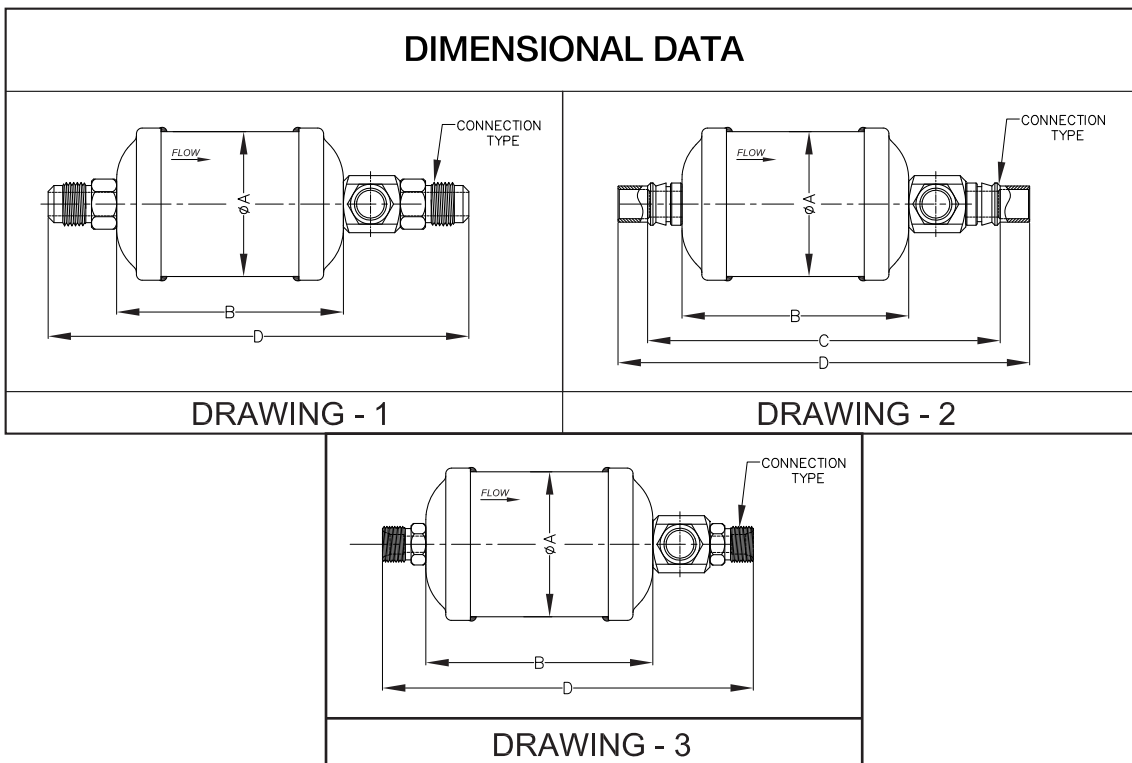 DIMENSIONAL DATA
CONNECTION
TYPE
FLOW
øA
B
D
DRAWING - 1
CONNECTION
TYPE
FLOW
øA
B
C
D
DRAWING - 2
CONNECTION
TYPE
FLOW
øA
B
D
DRAWING - 3